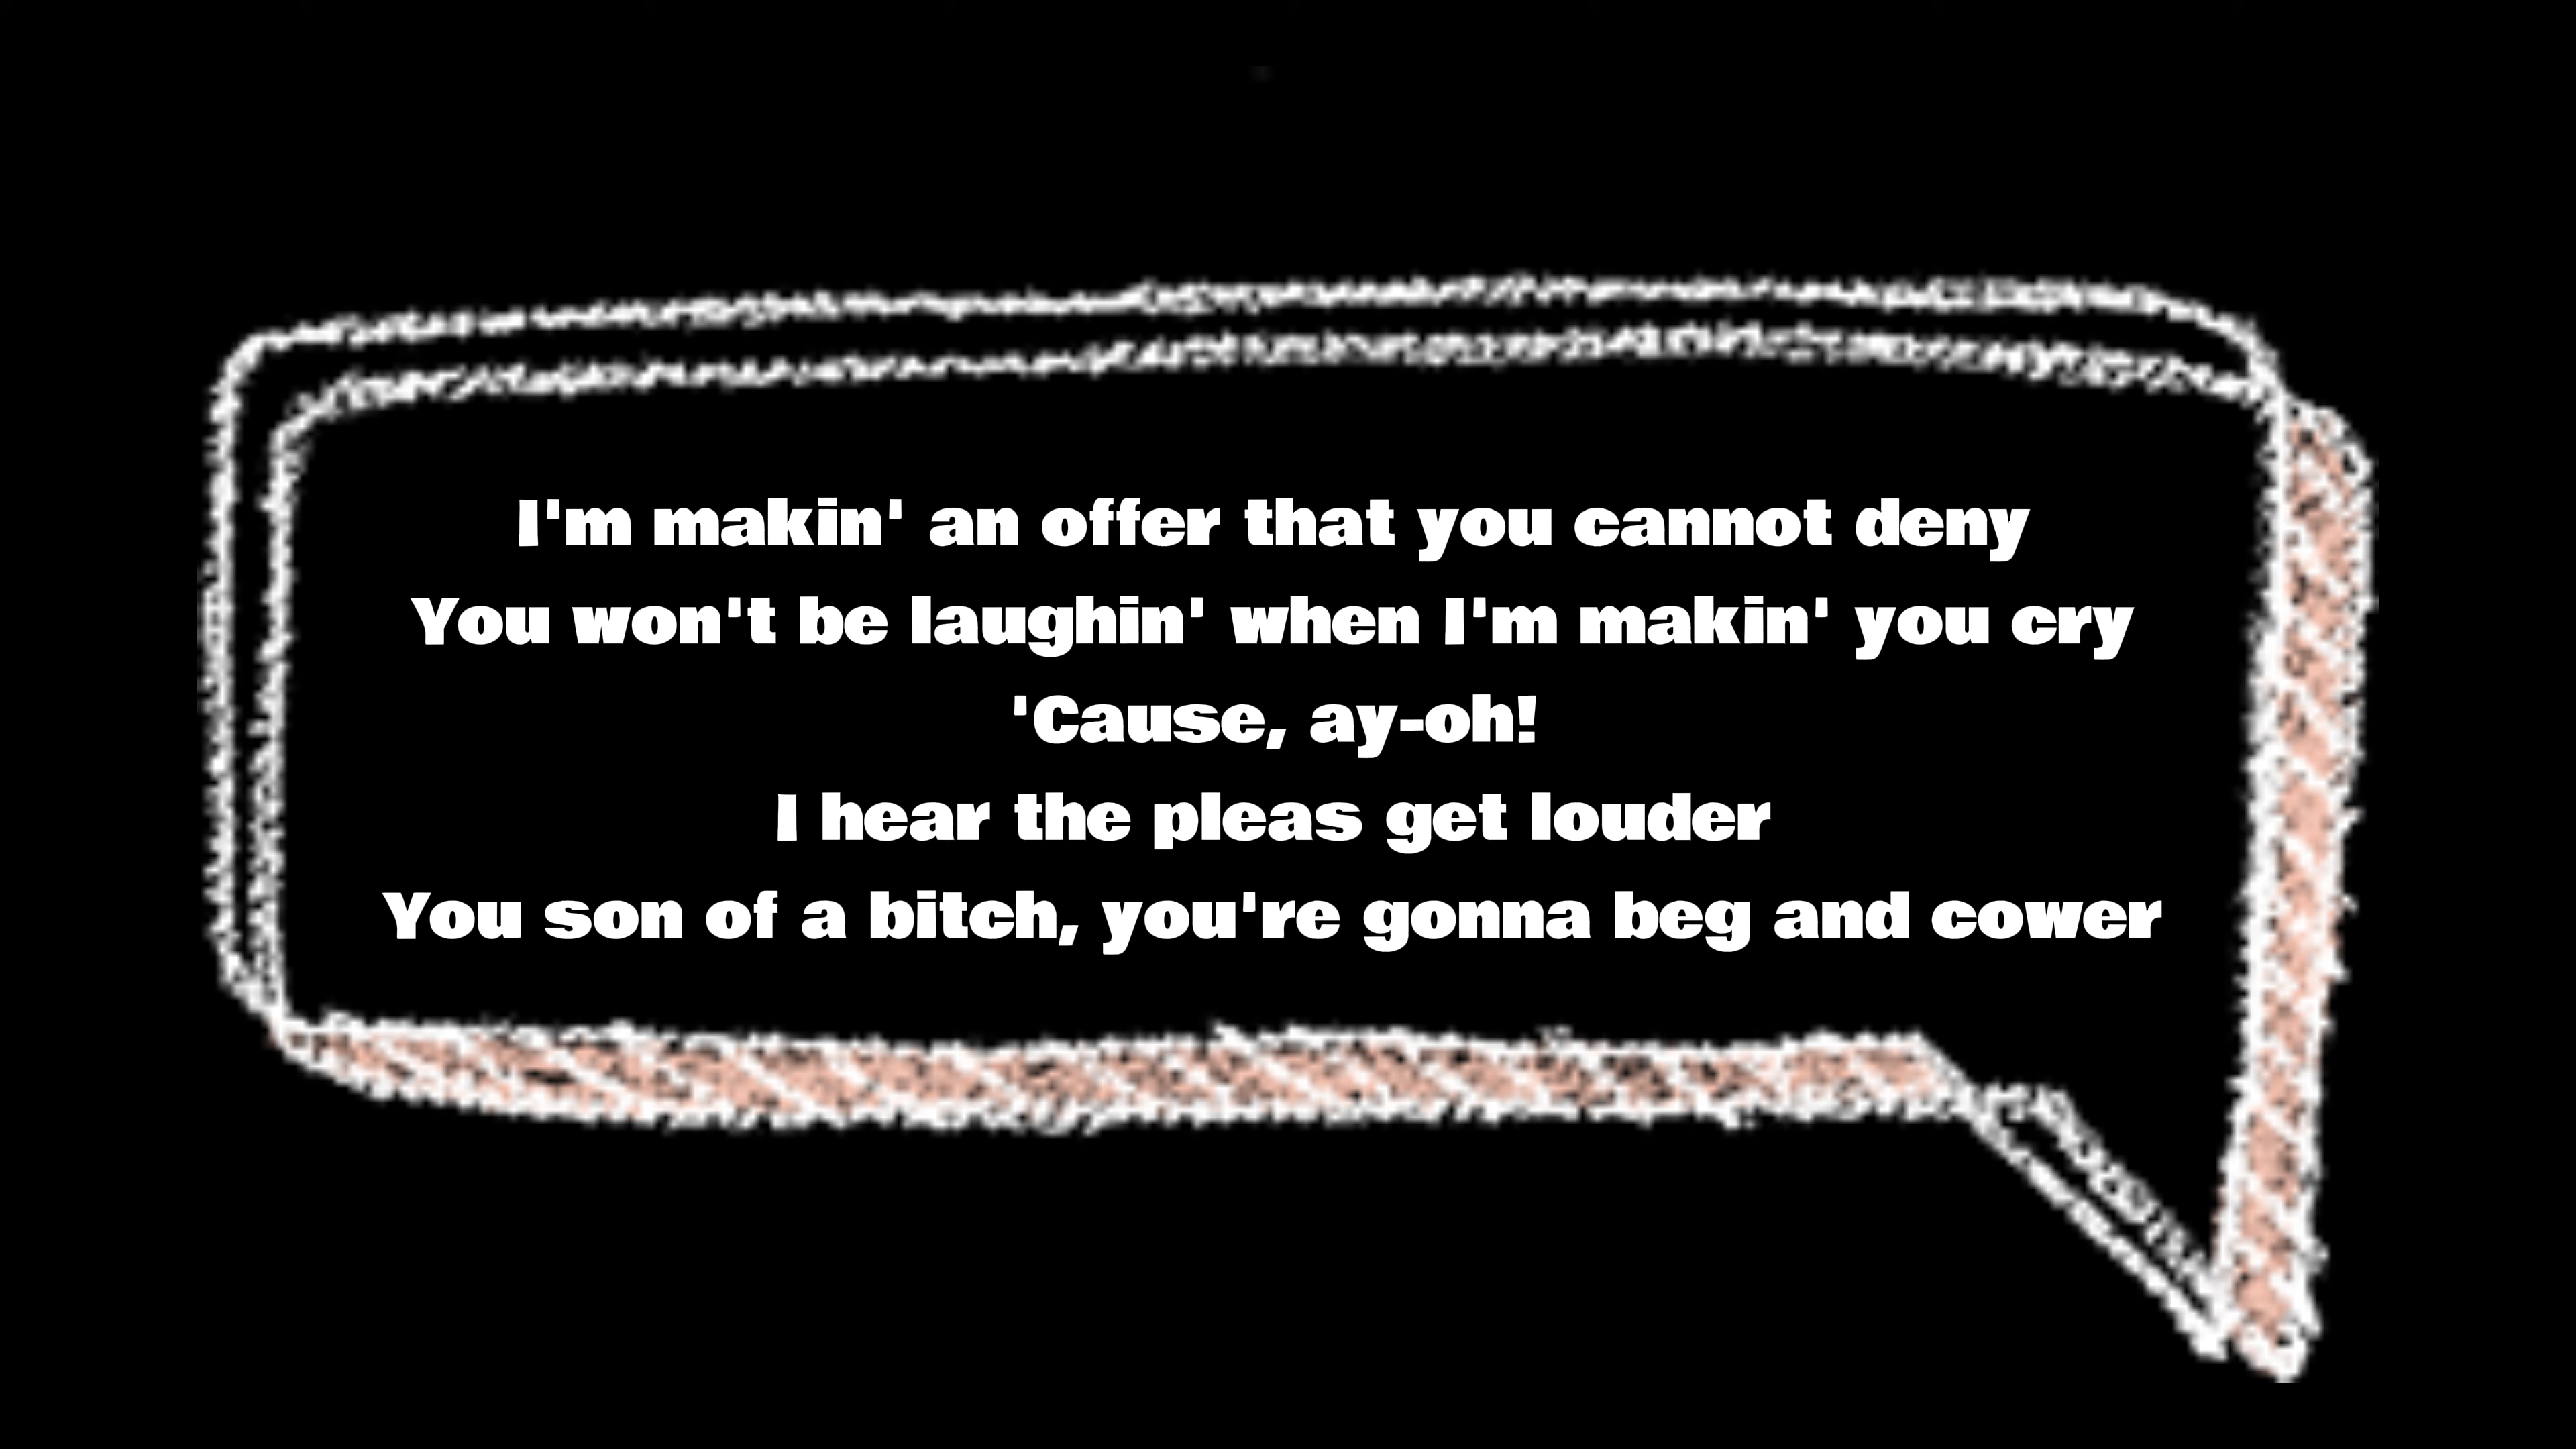 I'm makin' an offer that you cannot deny
You won't be laughin' when I'm makin' you cry
'Cause, ay-oh!
I hear the pleas get louder
You son of a bitch, you're gonna beg and cower